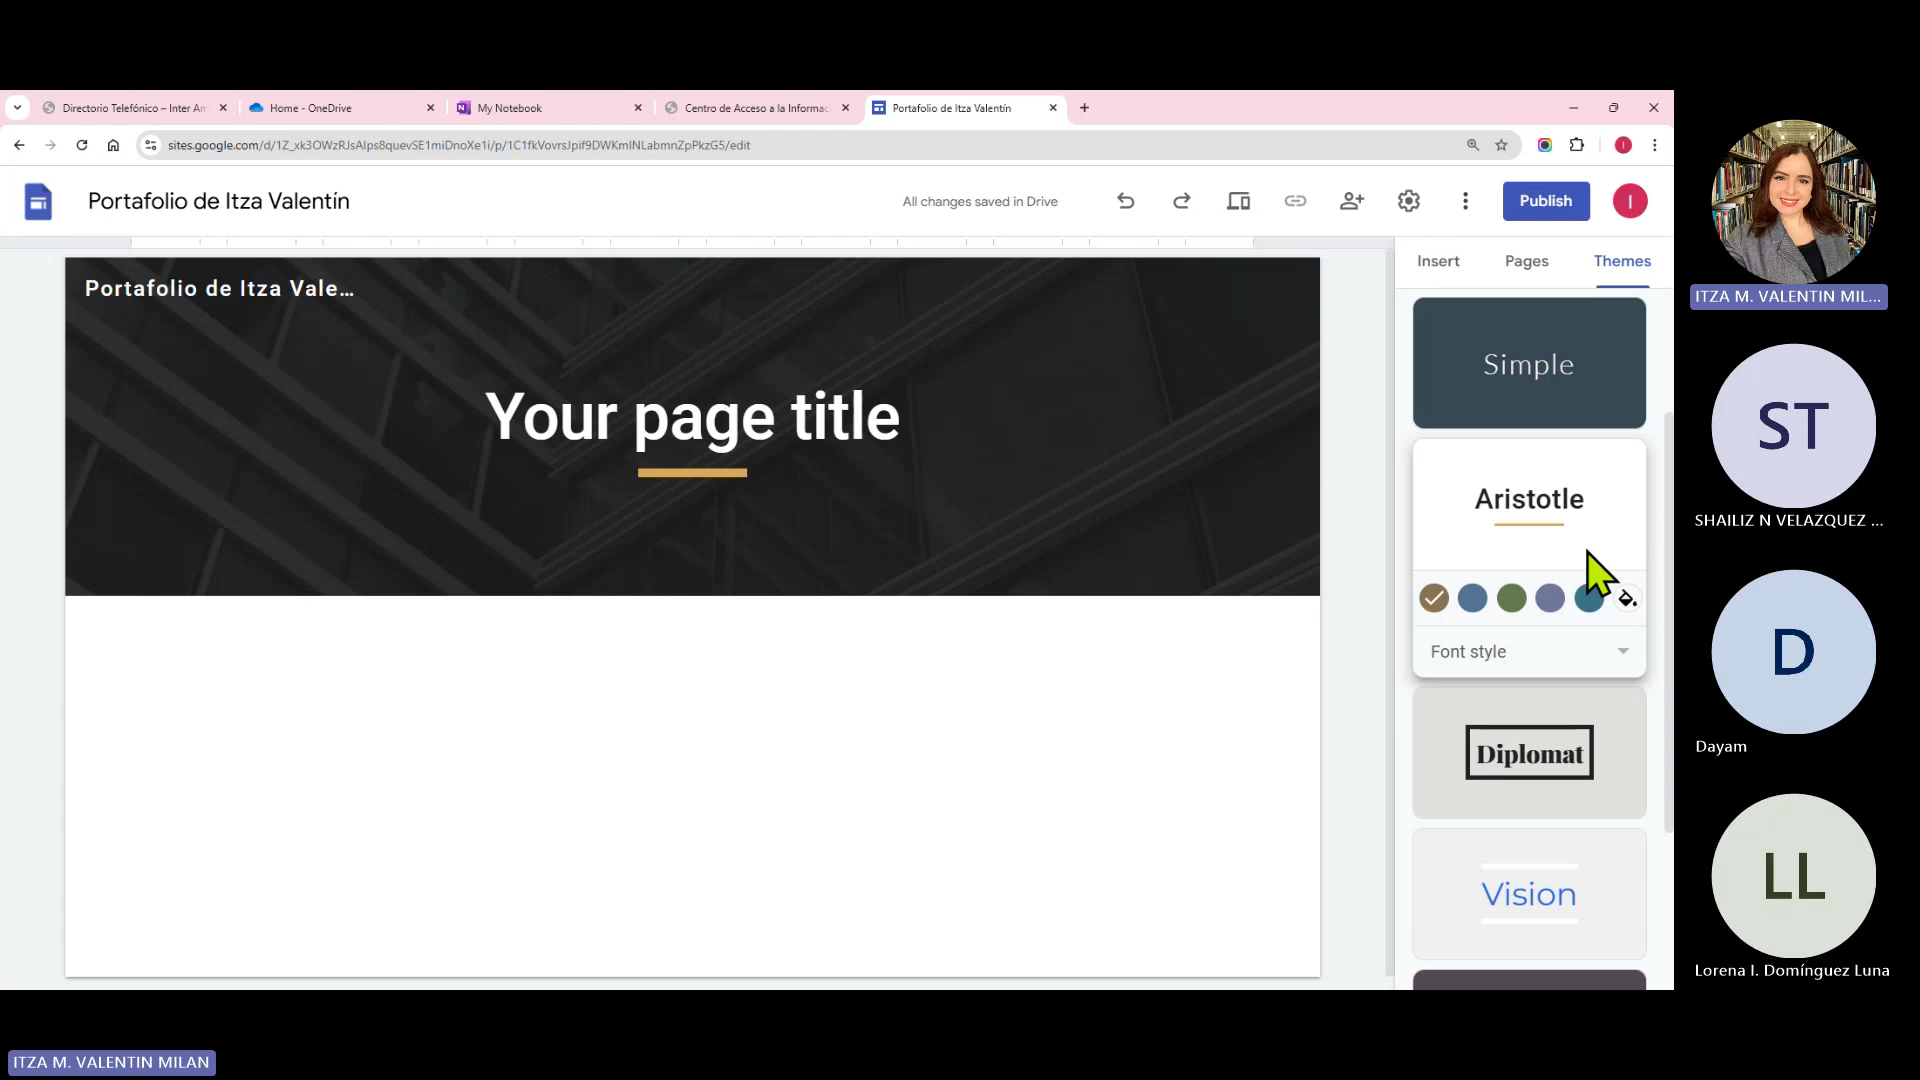 Directorio Telefónico – Inter Am
Home - OneDrive
My Notebook
Centro de Acceso a la Informac
Portafolio de Itza Valentín
sites.google.com/d/1Z_xk3OWzRJsAlps8quevSE1miDnoXe1i/p/1C1fkVovrsJpif9DWKmINLabmnZpPkzG5/edit
Portafolio de Itza Valentín
All changes saved in Drive
Publish
I
Insert
Pages
Themes
Portafolio de Itza Vale...
Your page title
Simple
Aristotle
Font style
Diplomat
Vision
ITZA M. VALENTIN MIL...
ST
SHAILIZ N VELAZQUEZ ...
D
Dayam
LL
Lorena I. Domínguez Luna
ITZA M. VALENTIN MILAN